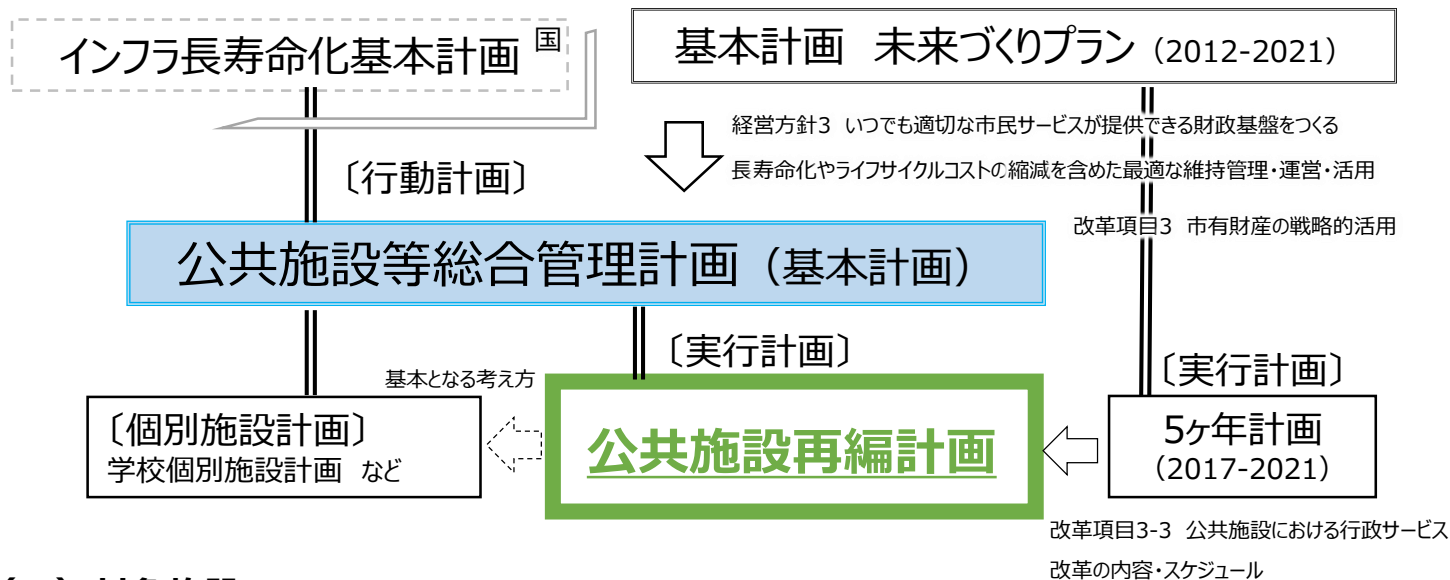 インフラ長寿命化基本計画 国
基本計画 未来づくりプラン（2012-2021）
経営方針3 いつでも適切な市民サービスが提供できる財政基盤をつくる
長寿命化やライフサイクルコストの縮減を含めた最適な維持管理・運営・活用
〔行動計画〕
改革項目3 市有財産の戦略的活用
公共施設等総合管理計画（基本計画）
〔実行計画〕
〔実行計画〕
基本となる考え方
〔個別施設計画〕
学校個別施設計画 など
公共施設再編計画
5ヶ年計画
（2017-2021）
改革項目3-3 公共施設における行政サービス
改革の内容・スケジュール